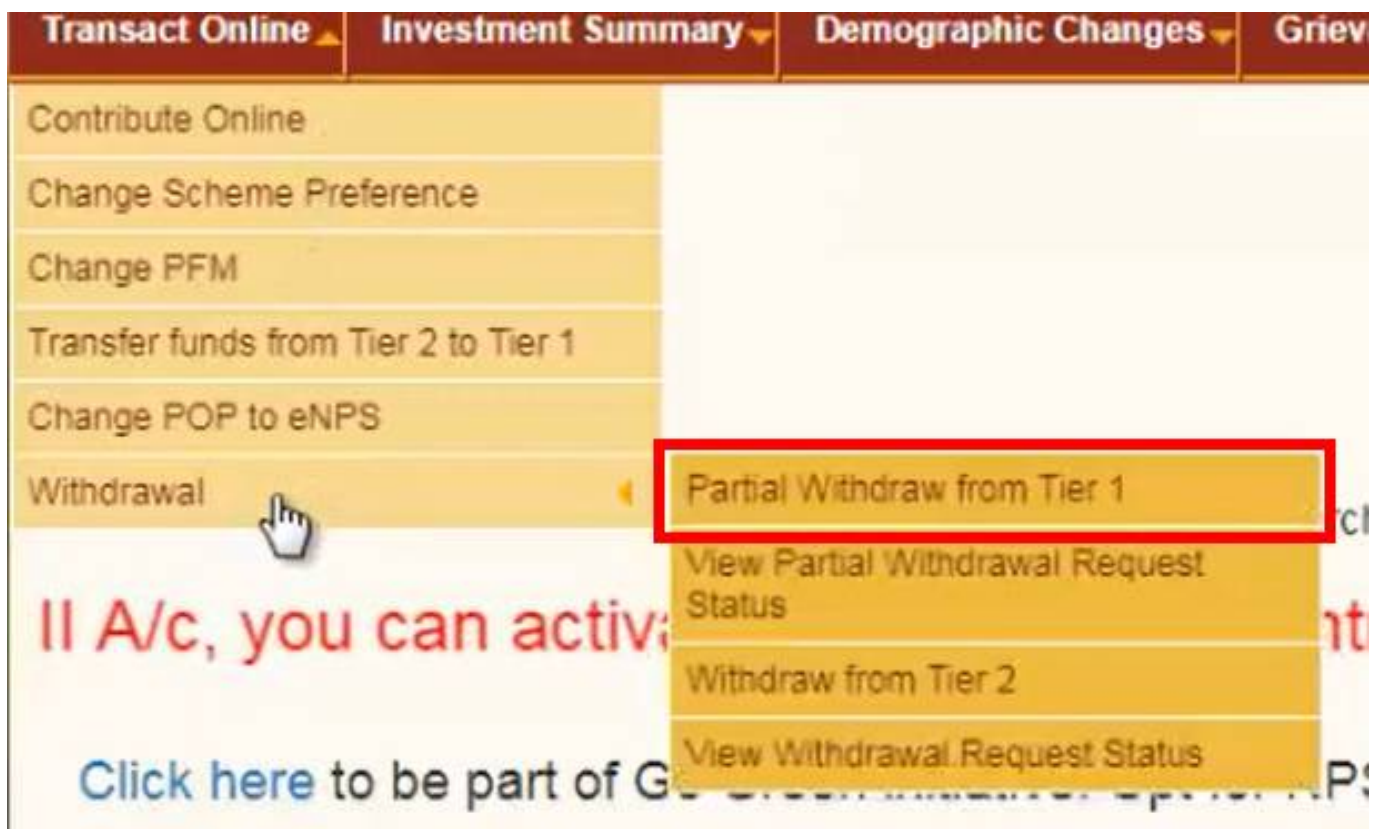 Transact Online Investment Summary Demographic Changes Griev
Contribute Online
Change Scheme Preference
Change PFM
Transfer funds from Tier 2 to Tier 1
Change POP to eNPS
Withdrawal
Partial Withdraw from Tier 1
View Partial Withdrawal Request
Status
Withdraw from Tier 2
View Withdrawal Request Status
II A/c, you can activ
Click here to be part of G